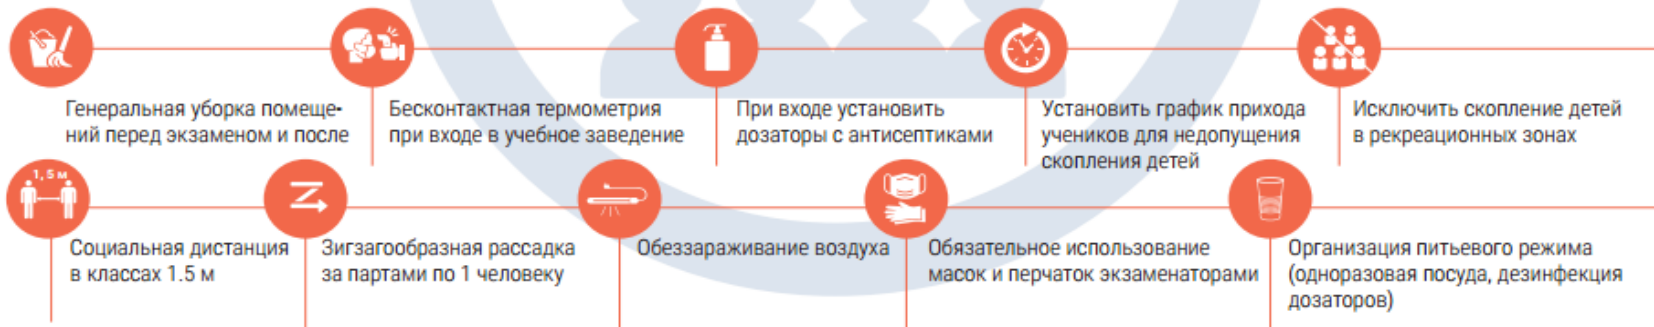 Генеральная уборка помеще-
ний перед экзаменом и после
Бесконтактная термометрия
при входе в учебное заведение
При входе установить
дозаторы с антисептиками
Установить график прихода
учеников для недопущения
скопления детей
Исключить скопление детей
в рекреационных зонах
1,5 м
Социальная дистанция
в классах 1.5 м
Зигзагообразная рассадка
за партами по 1 человеку
Обеззараживание воздуха
Обязательное использование
масок и перчаток экзаменаторами
Организация питьевого режима
(одноразовая посуда, дезинфекция
дозаторов)